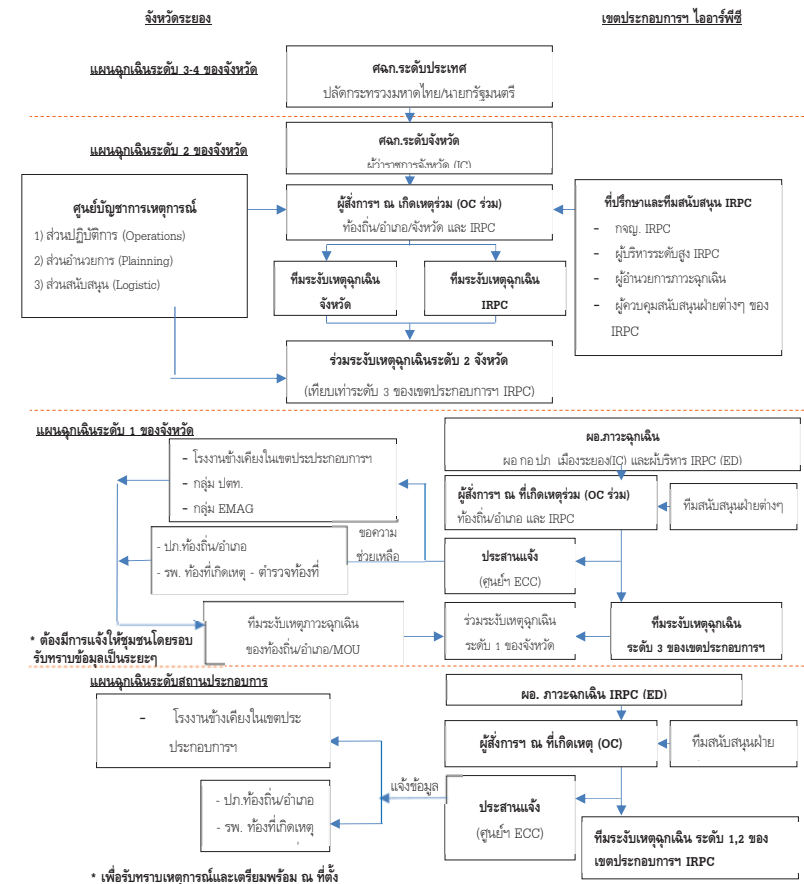 จังหวัดระยอง
เขตประกอบการฯ ไออาร์พีซี
แผนฉุกเฉินระดับ 3-4 ของจังหวัด
ศฉก.ระดับประเทศ
ปลัดกระทรวงมหาดไทย/นายกรัฐมนตรี
แผนฉุกเฉินระดับ 2 ของจังหวัด
ศฉก.ระดับจังหวัด
ผู้ว่าราชการจังหวัด (IC)
ศูนย์บัญชาการเหตุการณ์
1) ส่วนปฏิบัติการ (Operations)
2) ส่วนอำนวยการ (Plainning)
3) ส่วนสนับสนุน (Logistic)
ผู้สั่งการฯ ณ เกิดเหตุร่วม (OC ร่วม)
ท้องถิ่น/อำเภอ/จังหวัด และ IRPC
ที่ปรึกษาและทีมสนับสนุน IRPC
- กจญ. IRPC
- ผู้บริหารระดับสูง IRPC
- ผู้อำนวยการภาวะฉุกเฉิน
- ผู้ควบคุมสนับสนุนฝ่ายต่างๆ ของ
IRPC
ทีมระงับเหตุฉุกเฉิน
จังหวัด
ทีมระงับเหตุฉุกเฉิน
IRPC
ร่วมระงับเหตุฉุกเฉินระดับ 2 จังหวัด
(เทียบเท่าระดับ 3 ของเขตประกอบการฯ IRPC)
แผนฉุกเฉินระดับ 1 ของจังหวัด
ผอ.ภาวะฉุกเฉิน
ผอ กอ ปภ เมืองระยอง(IC) และผู้บริหาร IRPC (ED)
- โรงงานข้างเคียงในเขตประประกอบการฯ
- กลุ่ม ปตท.
- กลุ่ม EMAG
ผู้สั่งการฯ ณ ที่เกิดเหตุร่วม (OC ร่วม)
ท้องถิ่น/อำเภอ และ IRPC
ทีมสนับสนุนฝ่ายต่างๆ
ขอความ
ช่วยเหลือ
- ปภ.ท้องถิ่น/อำเภอ
- รพ. ท้องที่เกิดเหตุ - ตำรวจท้องที่
ประสานแจ้ง
(ศูนย์ฯ ECC)
ทีมระงับเหตุภาวะฉุกเฉิน
ของท้องถิ่น/อำเภอ/MOU
ร่วมระงับเหตุฉุกเฉิน
ระดับ 1 ของจังหวัด
ทีมระงับเหตุฉุกเฉิน
ระดับ 3 ของเขตประกอบการฯ
* ต้องมีการแจ้งให้ชุมชนโดยรอบ
รับทราบข้อมูลเป็นระยะๆ
แผนฉุกเฉินระดับสถานประกอบการ
ผอ. ภาวะฉุกเฉิน IRPC (ED)
- โรงงานข้างเคียงในเขตประ
ประกอบการฯ
ผู้สั่งการฯ ณ ที่เกิดเหตุ (OC)
ทีมสนับสนุนฝ่าย
แจ้งข้อมูล
- ปภ.ท้องถิ่น/อำเภอ
- รพ. ท้องที่เกิดเหตุ
ประสานแจ้ง
(ศูนย์ฯ ECC)
ทีมระงับเหตุฉุกเฉิน ระดับ 1,2 ของ
เขตประกอบการฯ IRPC
* เพื่อรับทราบเหตุการณ์และเตรียมพร้อม ณ ที่ตั้ง